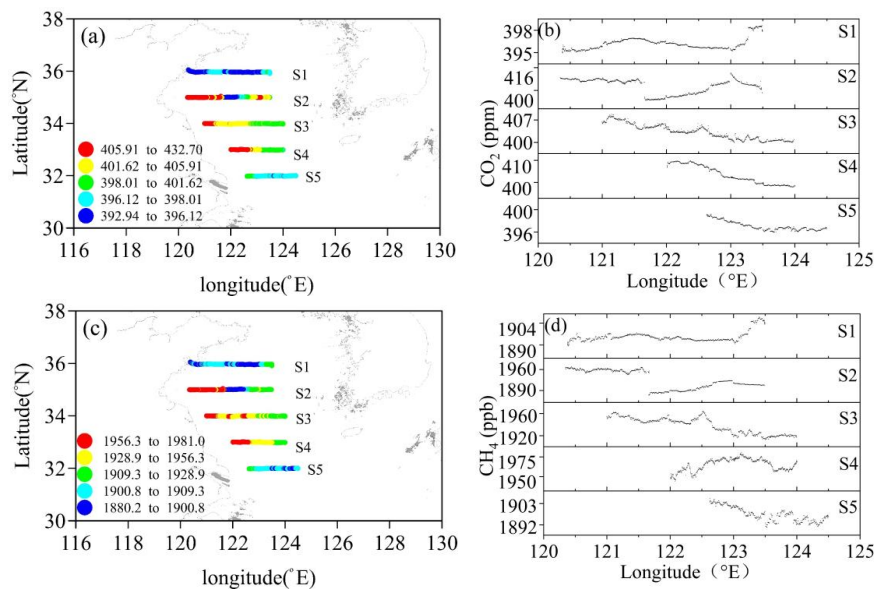 (a)
38
36
34
32
30
Latitude(°N)
S1
S2
S3
S4
S5
405.91 to 432.70
401.62 to 405.91
398.01 to 401.62
396.12 to 398.01
392.94 to 396.12
116 118 120 122 124 126 128 130
longitude(°E)
(b)
CO2 (ppm)
398
395
S1
416
400
S2
407
400
S3
410
400
S4
400
396
S5
120 121 122 123 124 125
Longitude (°E)
(c)
38
36
34
32
30
Latitude(°N)
S1
S2
S3
S4
S5
1956.3 to 1981.0
1928.9 to 1956.3
1909.3 to 1928.9
1900.8 to 1909.3
1880.2 to 1900.8
116 118 120 122 124 126 128 130
longitude(°E)
(d)
CH4 (ppb)
1904
1890
S1
1960
1890
S2
1960
1920
S3
1975
1950
S4
1903
1892
S5
120 121 122 123 124 125
Longitude (°E)